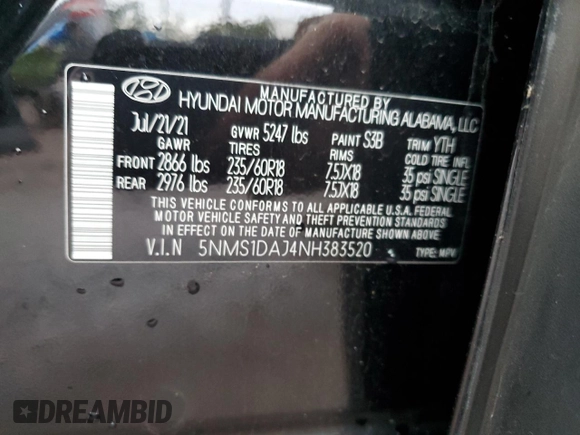 MANUFACTURED BY
HYUNDAI MOTOR MANUFACTURING ALABAMA, LLC
Jul/21/21 GVWR 5247 lbs PAINT S3B TRIM YTH
GAWR TIRES RIMS COLD TIRE INFL
FRONT 2866 lbs 235/60R18 7.5JX18 35 psi SINGLE
REAR 2976 lbs 235/60R18 7.5JX18 35 psi SINGLE
THIS VEHICLE CONFORMS TO ALL APPLICABLE U.S.A. FEDERAL
MOTOR VEHICLE SAFETY AND THEFT PREVENTION STANDARDS IN
EFFECT ON THE DATE OF MANUFACTURE SHOWN ABOVE
V.I.N 5NMS1DAJ4NH383520 TYPE: MPV
DREAMBID